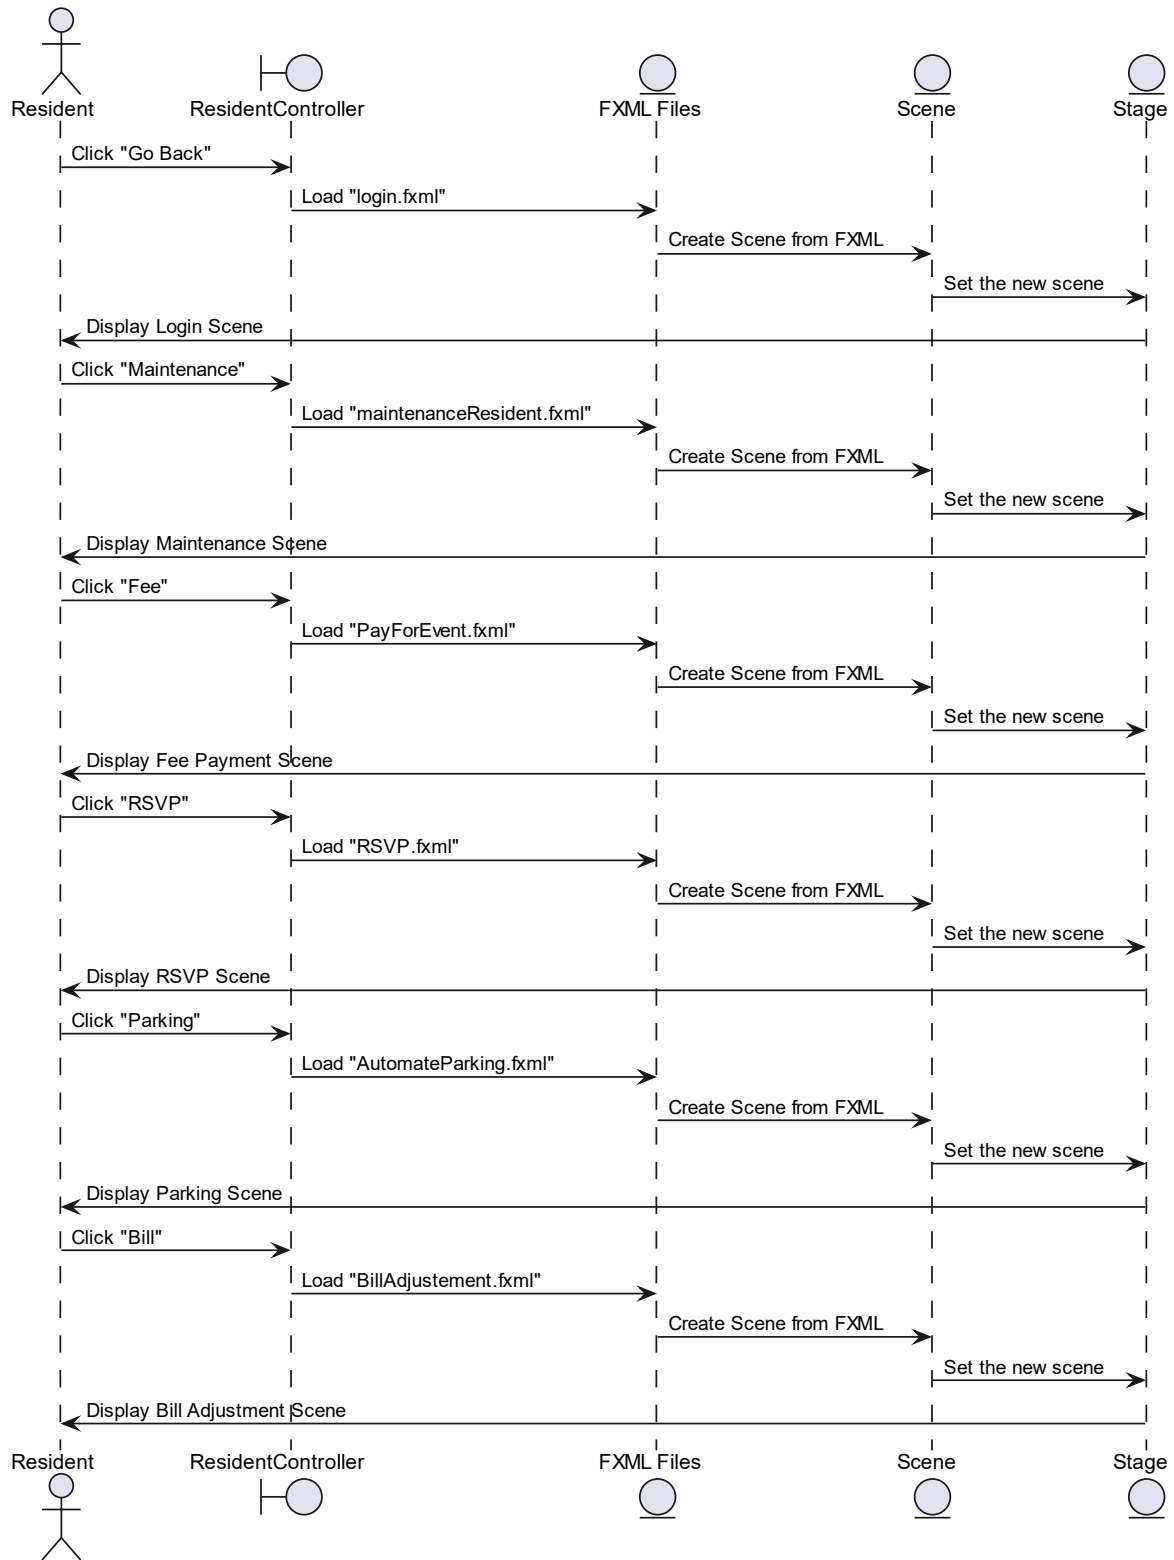 Resident
ResidentController
FXML Files
Scene
Stage
Click "Go Back"
Load "login.fxml"
Create Scene from FXML
Set the new scene
Display Login Scene
Click "Maintenance"
Load "maintenanceResident.fxml"
Create Scene from FXML
Set the new scene
Display Maintenance Scene
Click "Fee"
Load "PayForEvent.fxml"
Create Scene from FXML
Set the new scene
Display Fee Payment Scene
Click "RSVP"
Load "RSVP.fxml"
Create Scene from FXML
Set the new scene
Display RSVP Scene
Click "Parking"
Load "AutomateParking.fxml"
Create Scene from FXML
Set the new scene
Display Parking Scene
Click "Bill"
Load "BillAdjustement.fxml"
Create Scene from FXML
Set the new scene
Display Bill Adjustment Scene
Resident
ResidentController
FXML Files
Scene
Stage